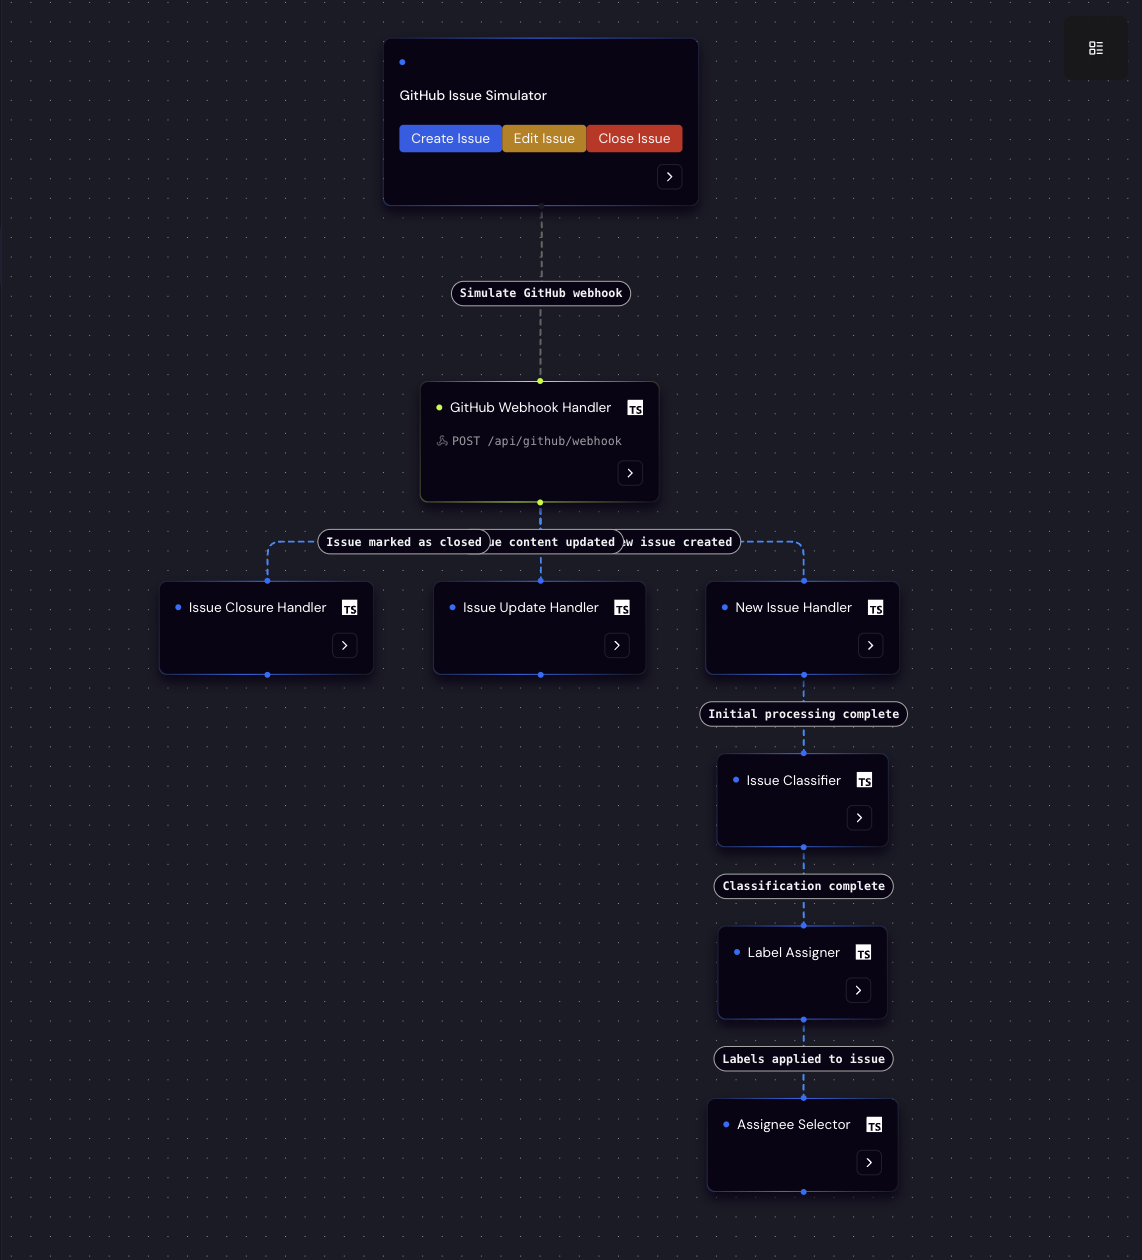 GitHub Issue Simulator
Create Issue Edit Issue Close Issue
Simulate GitHub webhook
GitHub Webhook Handler TS
POST /api/github/webhook
Issue marked as closed content updated issue created
Issue Closure Handler TS
Issue Update Handler TS
New Issue Handler TS
Initial processing complete
Issue Classifier TS
Classification complete
Label Assigner TS
Labels applied to issue
Assignee Selector TS